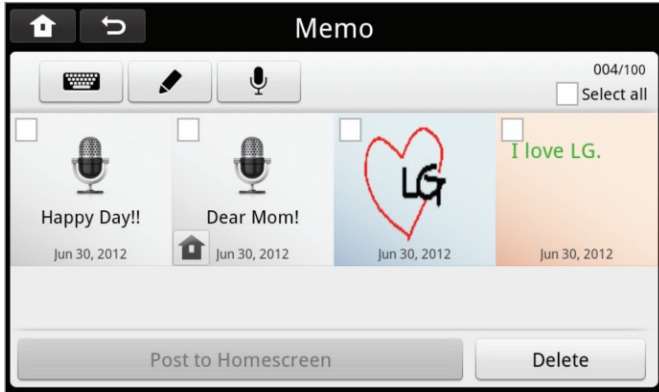 Memo
004/100
Select all
Happy Day!!
Jun 30, 2012
Dear Mom!
Jun 30, 2012
LG
Jun 30, 2012
I love LG.
Jun 30, 2012
Post to Homescreen
Delete